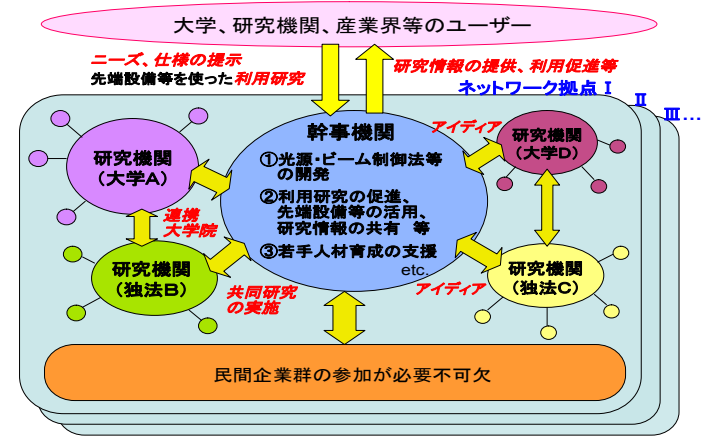 大学、研究機関、産業界等のユーザー
ニーズ、仕様の提示
先端設備等を使った利用研究
研究情報の提供、利用促進等
ネットワーク拠点Ⅰ
Ⅱ
Ⅲ…
幹事機関
①光源・ビーム制御法等
の開発
②利用研究の促進、
先端設備等の活用、
研究情報の共有 等
③若手人材育成の支援
etc.
研究機関
(大学A)
連携
大学院
研究機関
(独法B)
共同研究
の実施
アイディア
研究機関
(大学D)
研究機関
(独法C)
アイディア
民間企業群の参加が必要不可欠